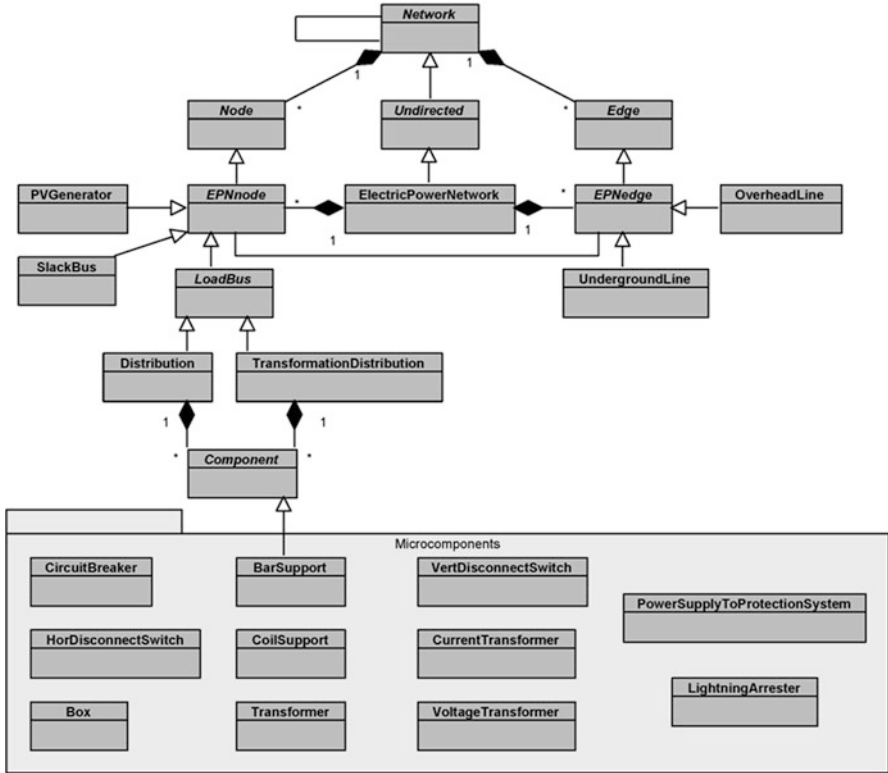 Network
1
1
Node
*
Undirected
*
Edge
PVGenerator
EPNnode
*
ElectricPowerNetwork
*
EPNedge
OverheadLine
1
1
SlackBus
LoadBus
UndergroundLine
Distribution
TransformationDistribution
1
1
*
Component
*
Microcomponents
CircuitBreaker
BarSupport
VertDisconnectSwitch
PowerSupplyToProtectionSystem
HorDisconnectSwitch
CoilSupport
CurrentTransformer
LightningArrester
Box
Transformer
VoltageTransformer